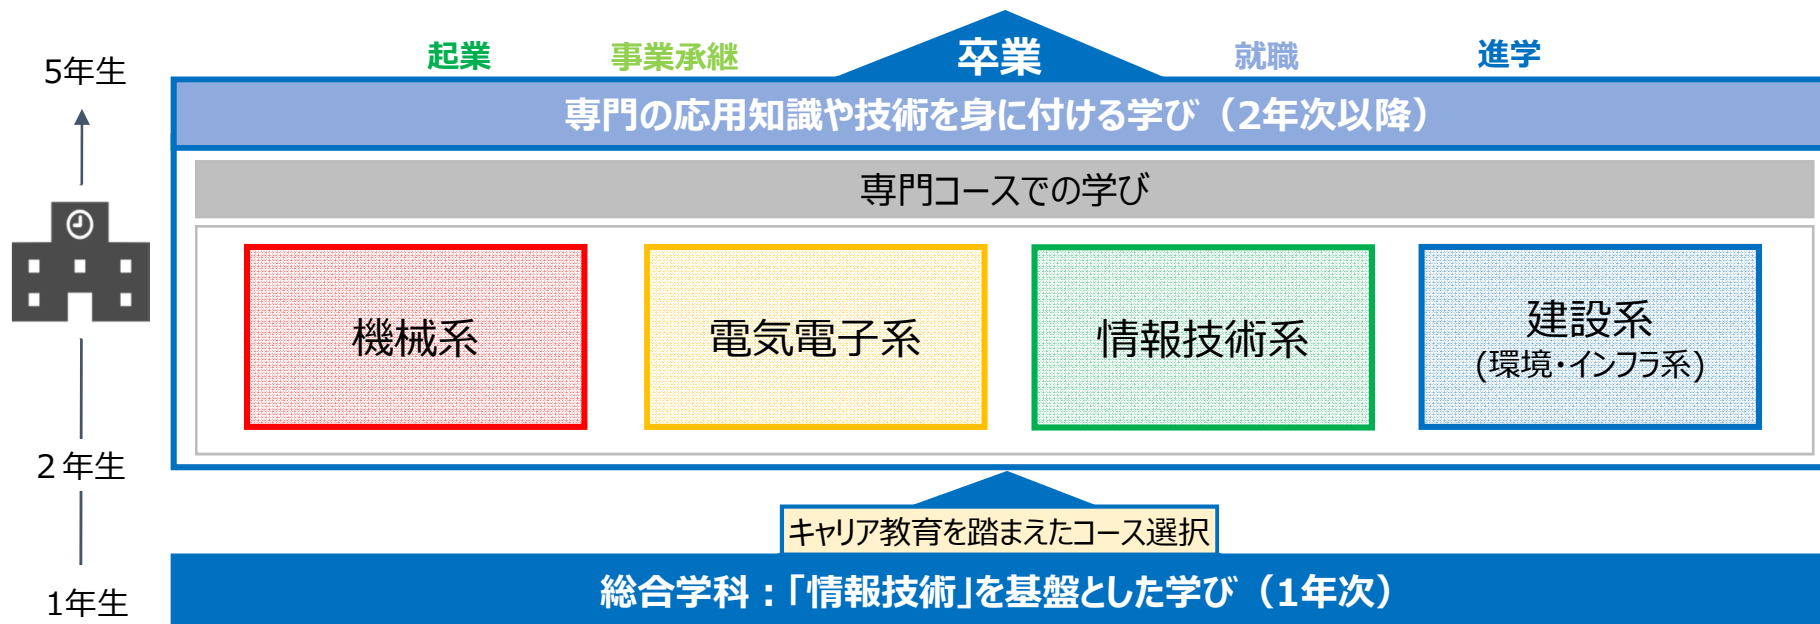 起業
事業承継
卒業
就職
進学
5年生
専門の応用知識や技術を身に付ける学び（2年次以降）
専門コースでの学び
機械系
電気電子系
情報技術系
建設系
(環境・インフラ系)
２年生
キャリア教育を踏まえたコース選択
総合学科：「情報技術」を基盤とした学び（1年次）
1年生